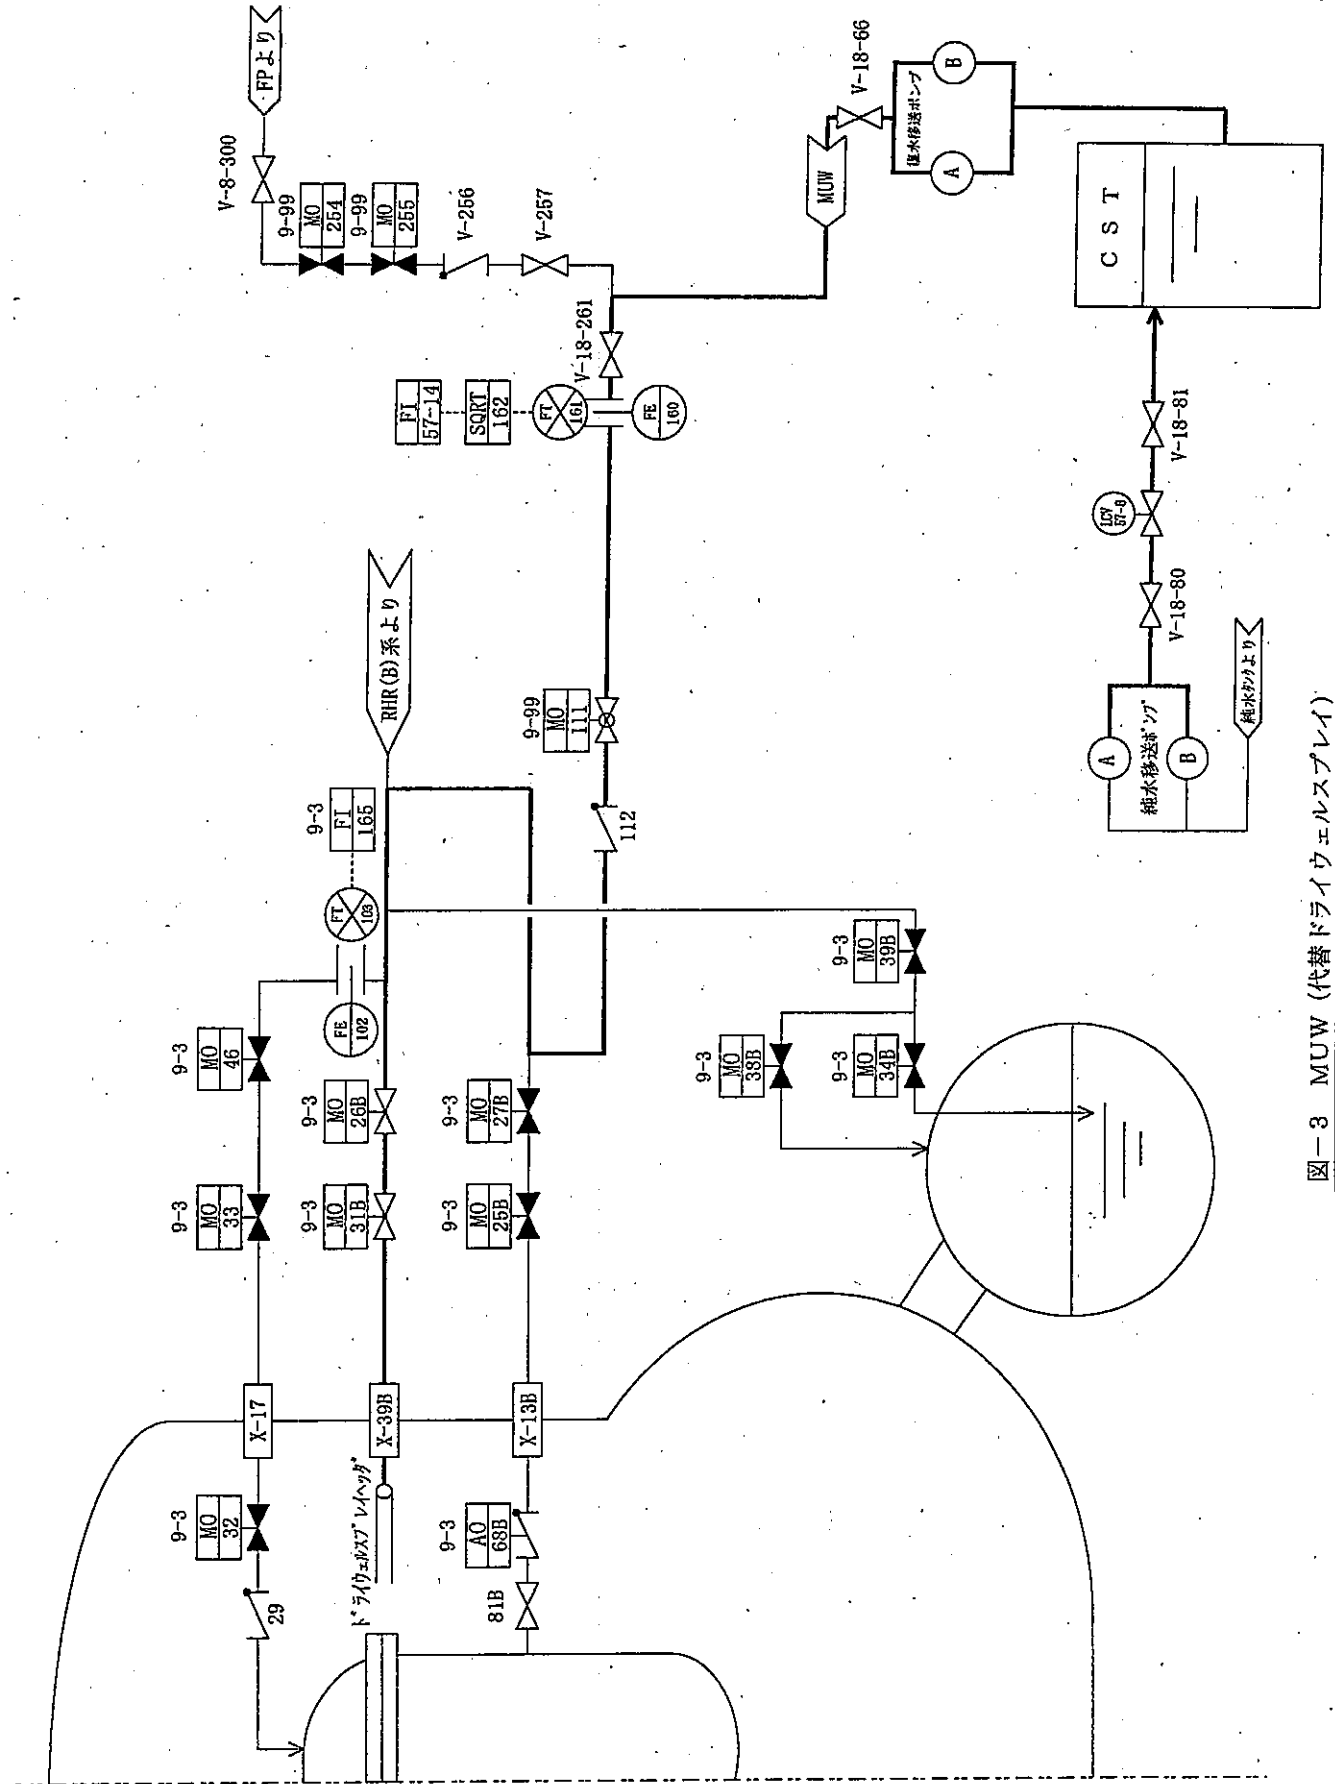 FPより
V-8-300
9-99
MO
254
9-99
MO
255
V-256
V-257
V-18-66
復水移送ポンプ
A
B
MUW
CST
V-18-261
FI
57-14
SQRT
162
FT
161
FE
160
V-18-81
LCV
57-8
V-18-80
純水移送ポンプ
A
B
純水タンクより
RHR(B)系より
9-99
MO
111
112
9-3
FI
165
FT
103
FE
102
9-3
MO
46
9-3
MO
33
9-3
MO
26B
9-3
MO
31B
9-3
MO
27B
9-3
MO
25B
9-3
MO
39B
9-3
MO
38B
9-3
MO
34B
X-17
X-39B
X-13B
9-3
MO
32
29
ドライウェルスプレイヘッダ
9-3
AO
68B
81B
図-3 MUW (代替ドライウェルスプレイ)